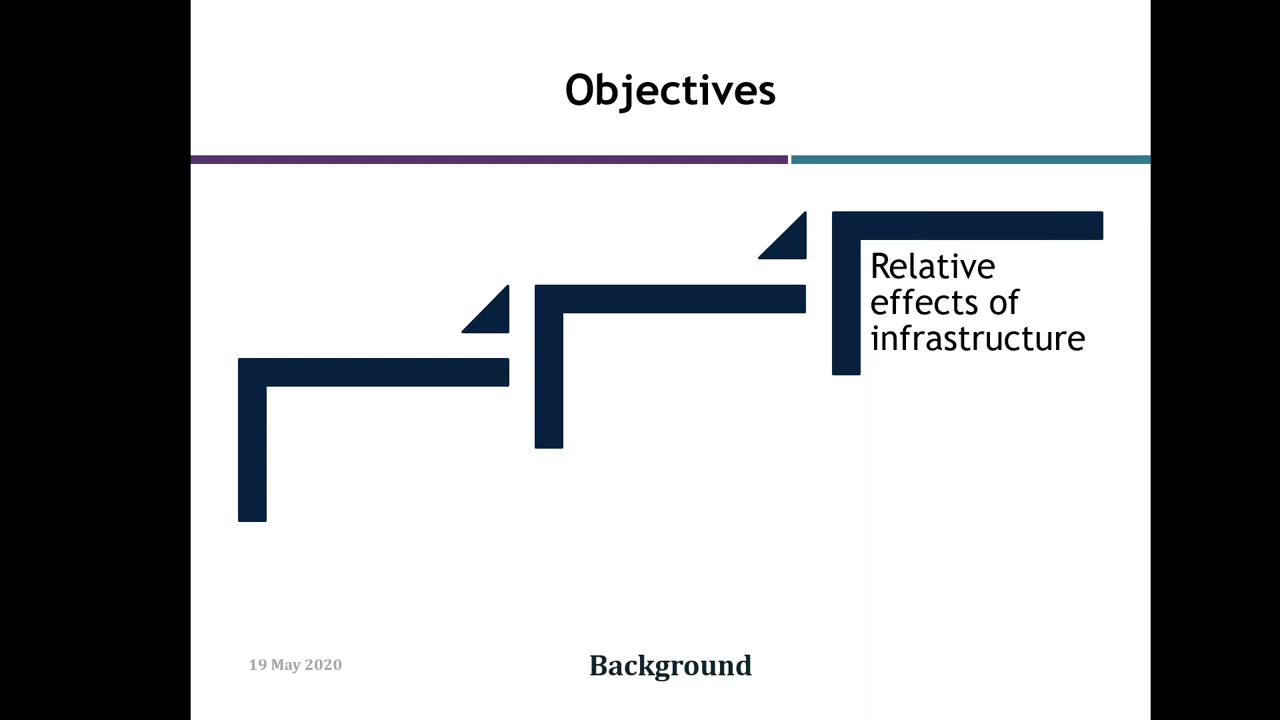 Objectives
Relative
effects of
infrastructure
19 May 2020
Background